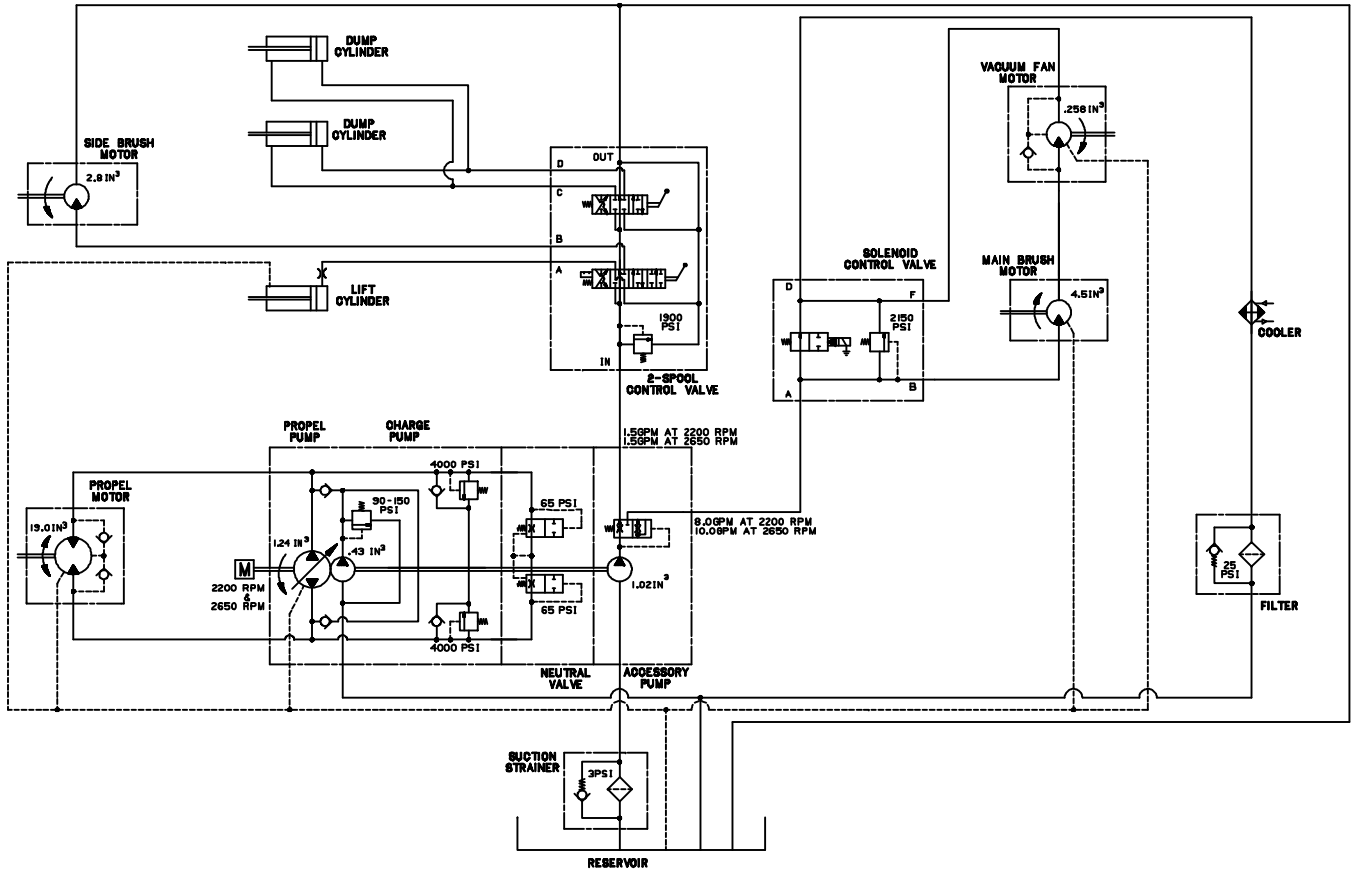 DUMP
CYLINDER
VACUUM FAN
MOTOR
.258IN³
DUMP
CYLINDER
SIDE BRUSH
MOTOR
2.8IN³
OUT
D
C
B
A
1900
PSI
IN
2-SPOOL
CONTROL VALVE
LIFT
CYLINDER
SOLENOID
CONTROL VALVE
D
F
2150
PSI
A
B
MAIN BRUSH
MOTOR
4.5IN³
COOLER
PROPEL
PUMP
CHARGE
PUMP
1.5GPM AT 2200 RPM
1.5GPM AT 2650 RPM
4000 PSI
90-150
PSI
65 PSI
8.0GPM AT 2200 RPM
10.0GPM AT 2650 RPM
PROPEL
MOTOR
19.0IN³
1.24 IN³
.43 IN³
M
2200 RPM
&
2650 RPM
1.02IN³
65 PSI
4000 PSI
25
PSI
FILTER
NEUTRAL
VALVE
ACCESSORY
PUMP
SUCTION
STRAINER
3PSI
RESERVOIR